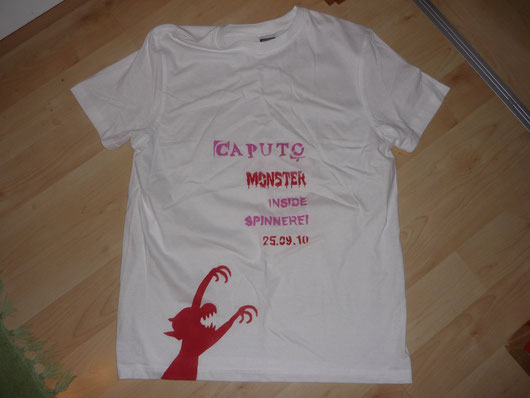 CAPUTO
MONSTER
INSIDE
SPINNEREI
25.09.10